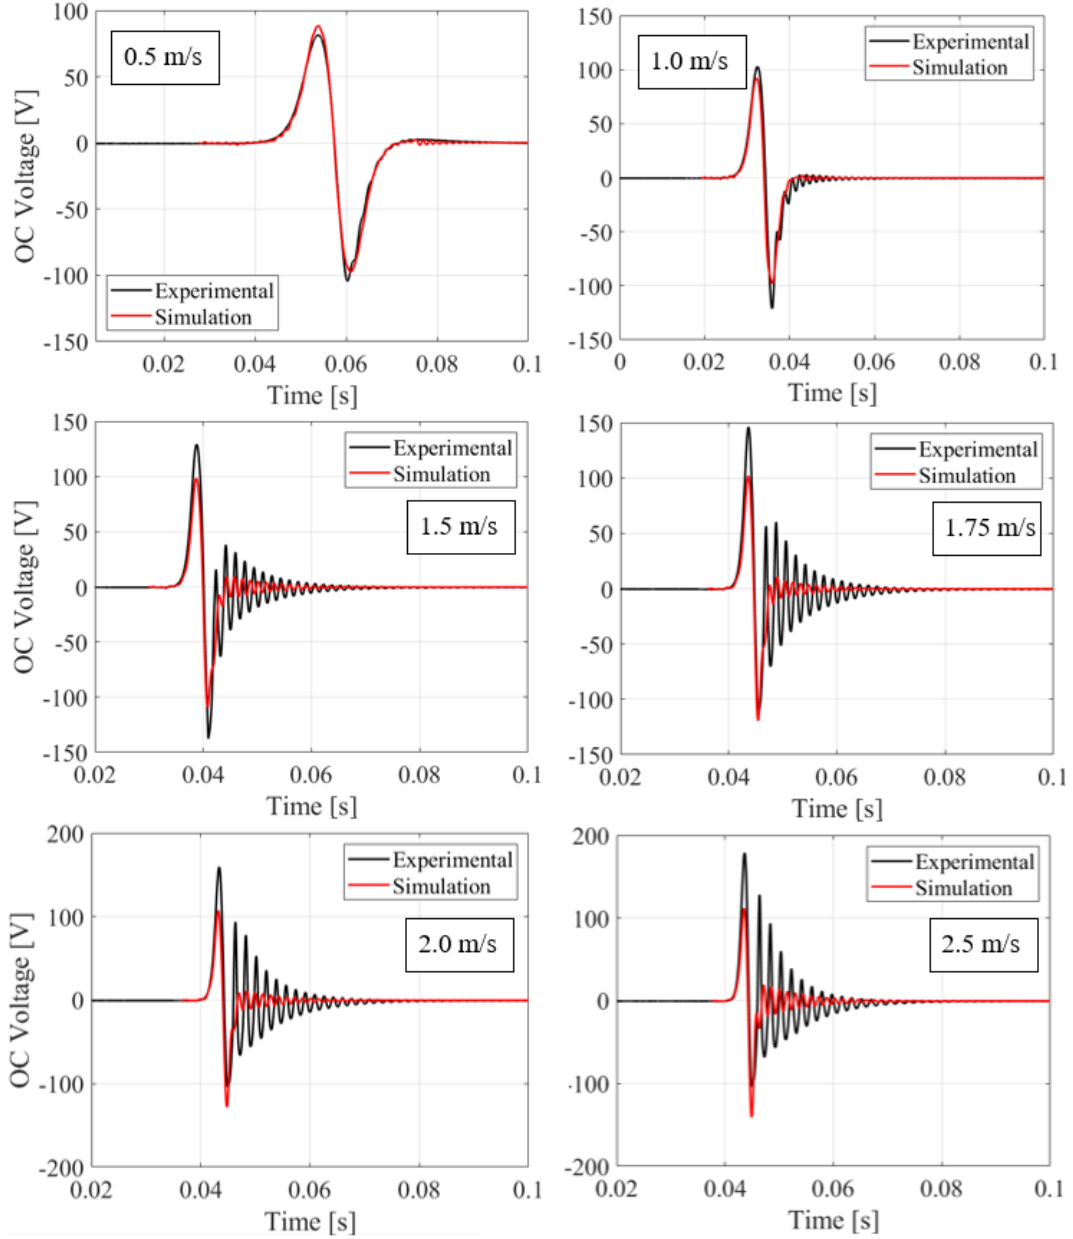 100
50
0
-50
-100
-150
OC Voltage [V]
0.5 m/s
Experimental
Simulation
0.02
0.04
0.06
0.08
0.1
Time [s]
150
100
50
0
-50
-100
-150
1.0 m/s
Experimental
Simulation
0
0.02
0.04
0.06
0.08
0.1
Time [s]
150
100
50
0
-50
-100
-150
OC Voltage [V]
Experimental
Simulation
1.5 m/s
0.02
0.04
0.06
0.08
0.1
Time [s]
150
100
50
0
-50
-100
-150
Experimental
Simulation
1.75 m/s
0.02
0.04
0.06
0.08
0.1
Time [s]
200
100
0
-100
-200
OC Voltage [V]
Experimental
Simulation
2.0 m/s
0.02
0.04
0.06
0.08
0.1
Time [s]
200
100
0
-100
-200
Experimental
Simulation
2.5 m/s
0.02
0.04
0.06
0.08
0.1
Time [s]